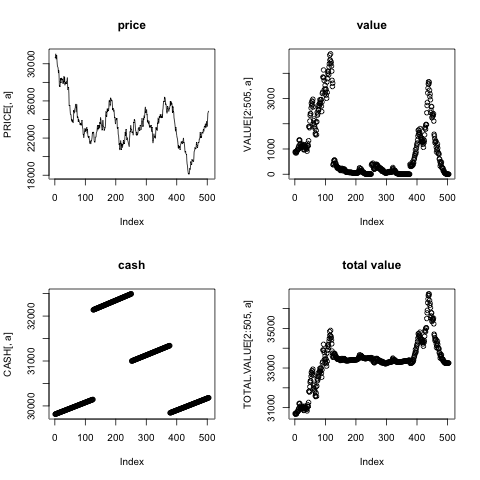 price
PRICE[, a]
18000 22000 26000 30000
0 100 200 300 400 500
Index
value
VALUE[2:505, a]
0 1000 3000
0 100 200 300 400 500
Index
cash
CASH[, a]
30000 31000 32000
0 100 200 300 400 500
Index
total value
TOTAL.VALUE[2:505, a]
31000 33000 35000
0 100 200 300 400 500
Index